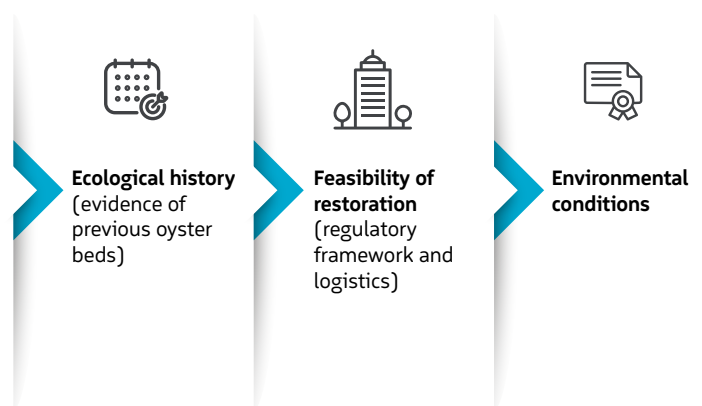 Ecological history
(evidence of
previous oyster
beds)
Feasibility of
restoration
(regulatory
framework and
logistics)
Environmental
conditions